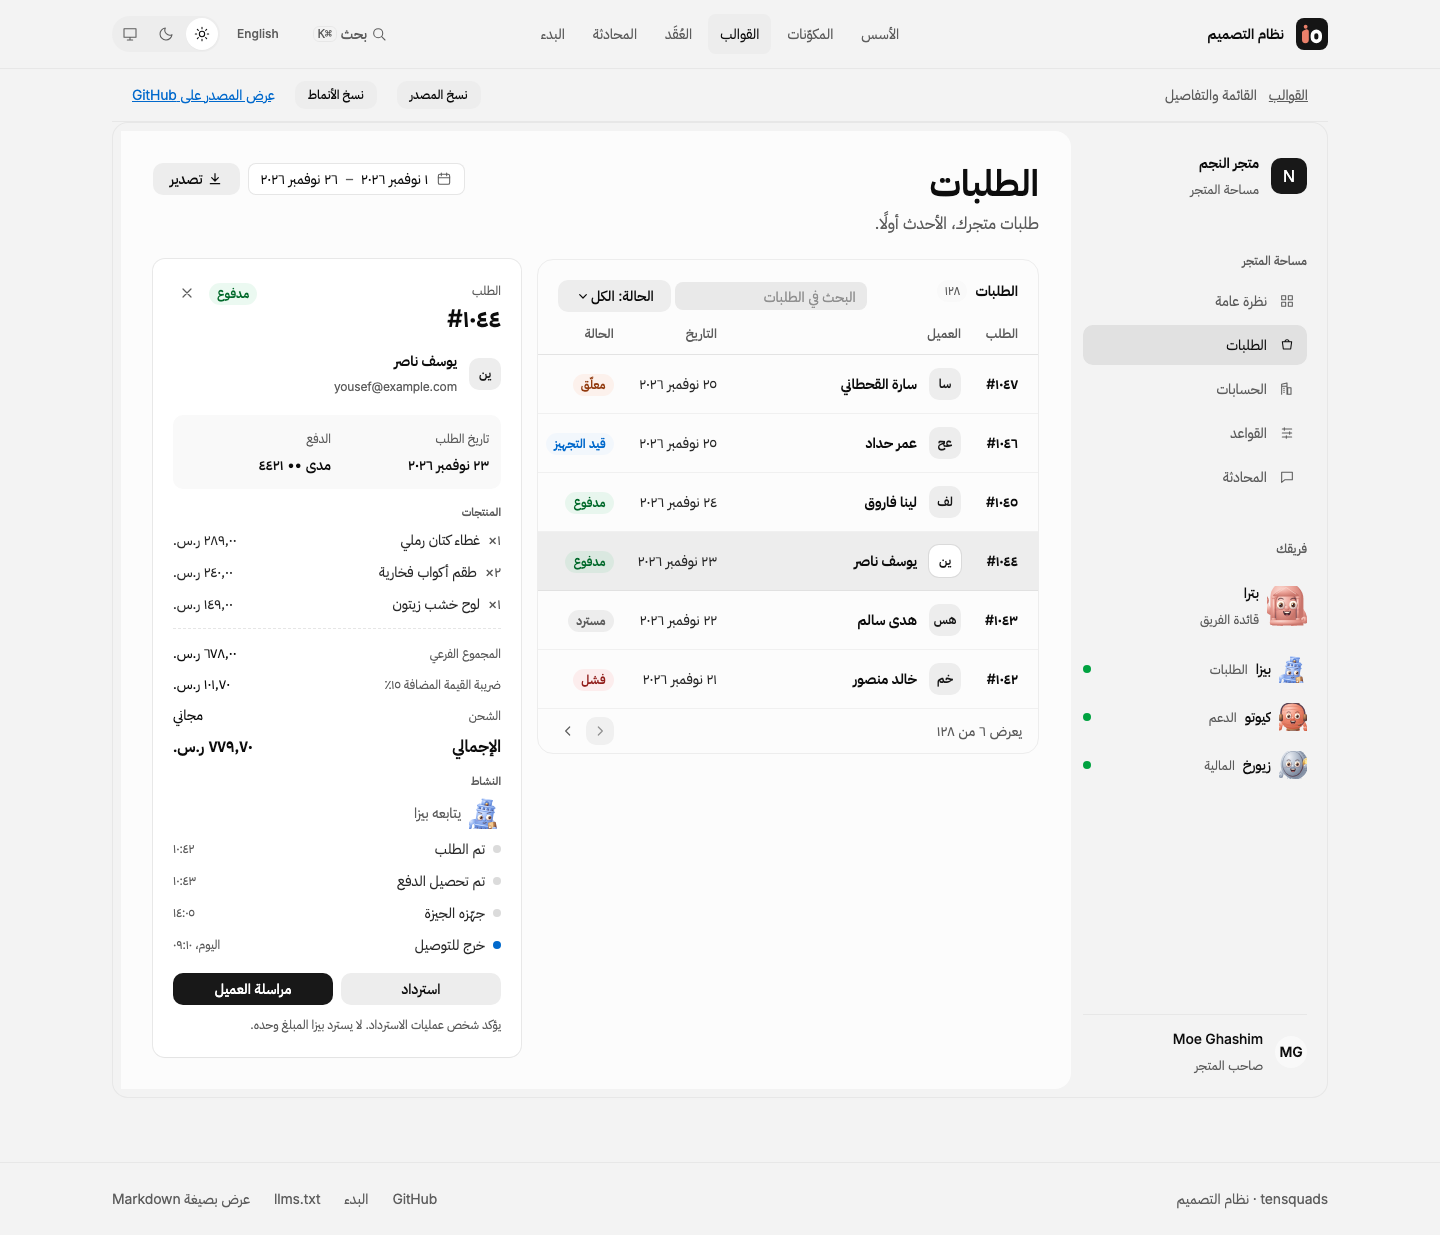 نظام التصميم
الأسس
المكوّنات
القوالب
العُقَد
المحادثة
البدء
بحث
⌘K
English
القوالب
القائمة والتفاصيل
نسخ المصدر
نسخ الأنماط
عرض المصدر على GitHub
N
متجر النجم
مساحة المتجر
مساحة المتجر
نظرة عامة
الطلبات
الحسابات
القواعد
المحادثة
فريقك
بترا
قائدة الفريق
بيزا الطلبات
كيوتو الدعم
زيورخ المالية
MG
Moe Ghashim
صاحب المتجر
الطلبات
طلبات متجرك، الأحدث أولًا.
١ نوفمبر ٢٠٢٦ – ٢٦ نوفمبر ٢٠٢٦
تصدير
الطلبات ١٢٨
البحث في الطلبات
الحالة: الكل
الطلب العميل التاريخ الحالة
#١٠٤٧ سا سارة القحطاني ٢٥ نوفمبر ٢٠٢٦ معلّق
#١٠٤٦ عح عمر حداد ٢٥ نوفمبر ٢٠٢٦ قيد التجهيز
#١٠٤٥ لف لينا فاروق ٢٤ نوفمبر ٢٠٢٦ مدفوع
#١٠٤٤ ين يوسف ناصر ٢٣ نوفمبر ٢٠٢٦ مدفوع
#١٠٤٣ هس هدى سالم ٢٢ نوفمبر ٢٠٢٦ مسترد
#١٠٤٢ خم خالد منصور ٢١ نوفمبر ٢٠٢٦ فشل
يعرض ٦ من ١٢٨
الطلب
مدفوع
#١٠٤٤
ين
يوسف ناصر
yousef@example.com
تاريخ الطلب
٢٣ نوفمبر ٢٠٢٦
الدفع
مدى •• ٤٤٢١
المنتجات
١× غطاء كتان رملي ٢٨٩,٠٠ ر.س.
٢× طقم أكواب فخارية ٢٤٠,٠٠ ر.س.
١× لوح خشب زيتون ١٤٩,٠٠ ر.س.
المجموع الفرعي ٦٧٨,٠٠ ر.س.
ضريبة القيمة المضافة ١٥٪ ١٠١,٧٠ ر.س.
الشحن مجاني
الإجمالي ٧٧٩,٧٠ ر.س.
النشاط
يتابعه بيزا
تم الطلب ١٠:٤٢
تم تحصيل الدفع ١٠:٤٣
جهّزه الجيزة ١٤:٠٥
خرج للتوصيل اليوم، ٠٩:١٠
استرداد
مراسلة العميل
يؤكد شخص عمليات الاسترداد. لا يسترد بيزا المبلغ وحده.
tensquads · نظام التصميم
GitHub
البدء
llms.txt
عرض بصيغة Markdown